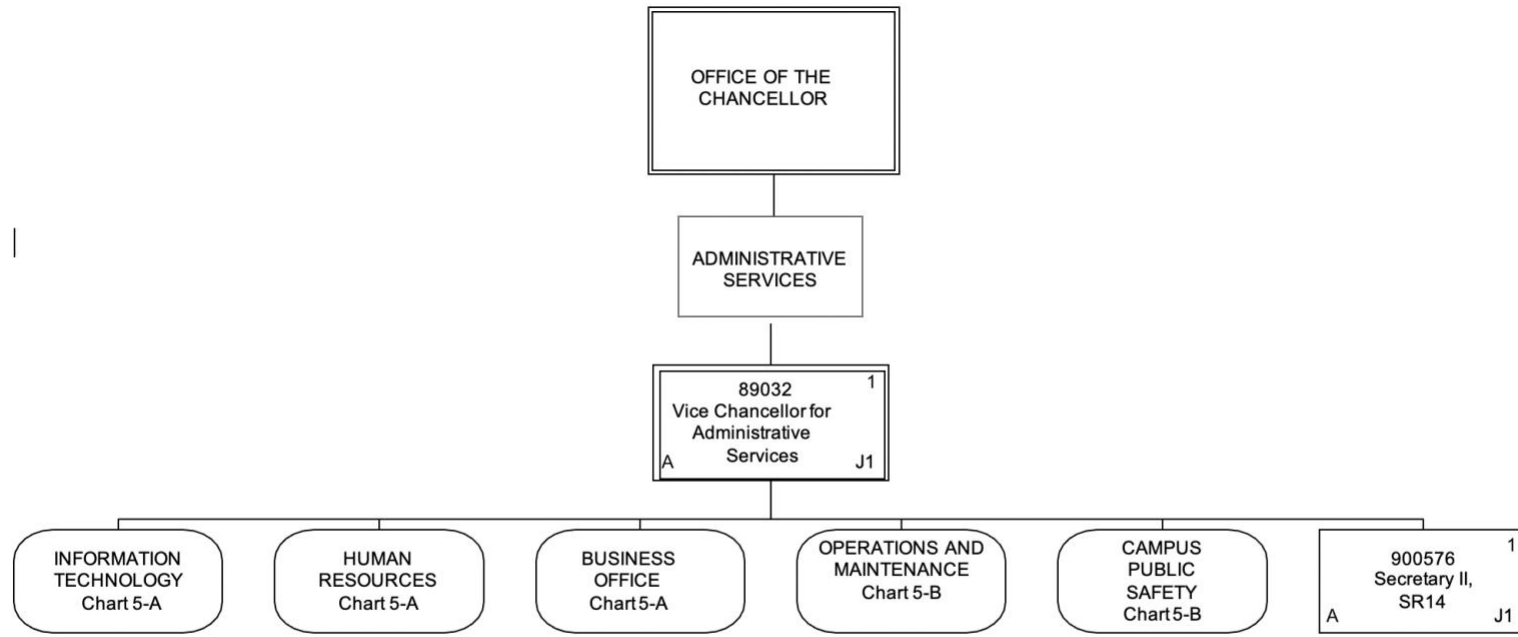 OFFICE OF THE
CHANCELLOR
ADMINISTRATIVE
SERVICES
89032 1
Vice Chancellor for
Administrative
Services
A J1
INFORMATION
TECHNOLOGY
Chart 5-A
HUMAN
RESOURCES
Chart 5-A
BUSINESS
OFFICE
Chart 5-A
OPERATIONS AND
MAINTENANCE
Chart 5-B
CAMPUS
PUBLIC
SAFETY
Chart 5-B
900576 1
Secretary II,
SR14
A J1